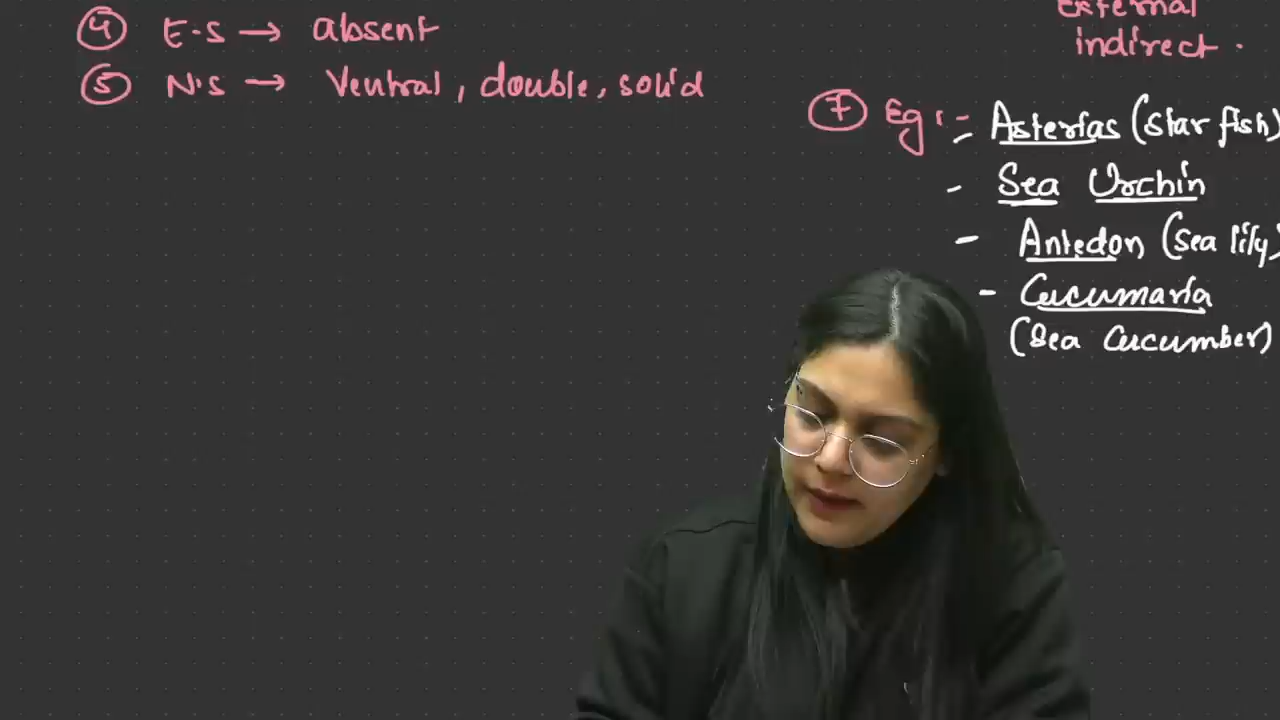 ④ E.S → absent
⑤ N.S → Ventral, double, solid
External
indirect.
⑦ Eg:-
- Asterias (star fish)
- Sea Urchin
- Antedon (sea lily)
- Cucumaria
(Sea Cucumber)